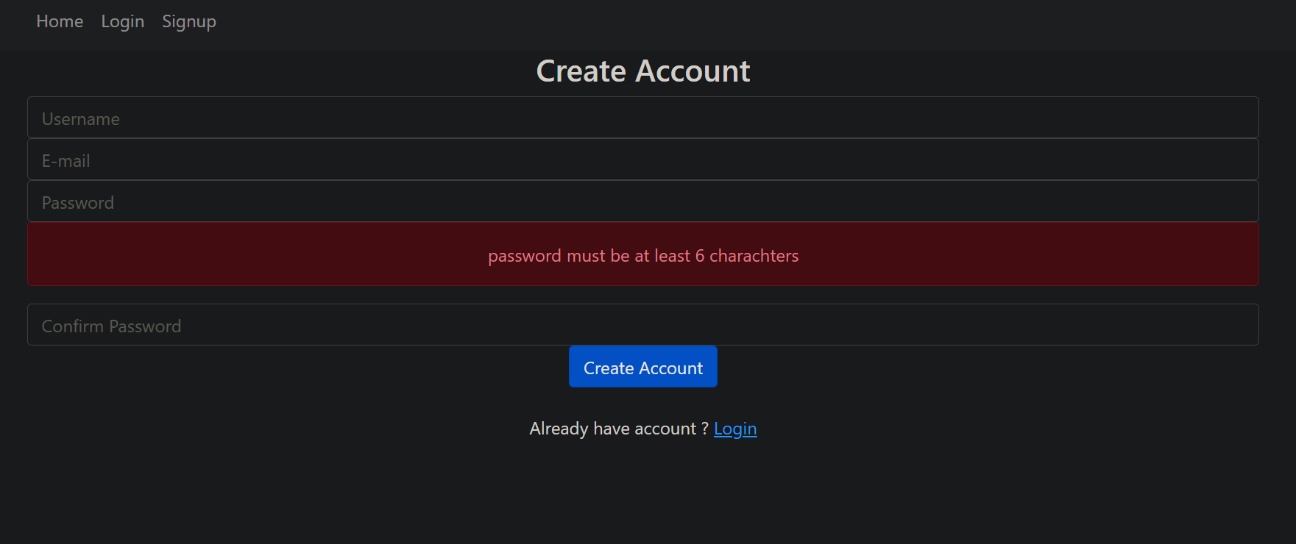 Home Login Signup
Create Account
Username
E-mail
Password
password must be at least 6 charachters
Confirm Password
Create Account
Already have account ? Login